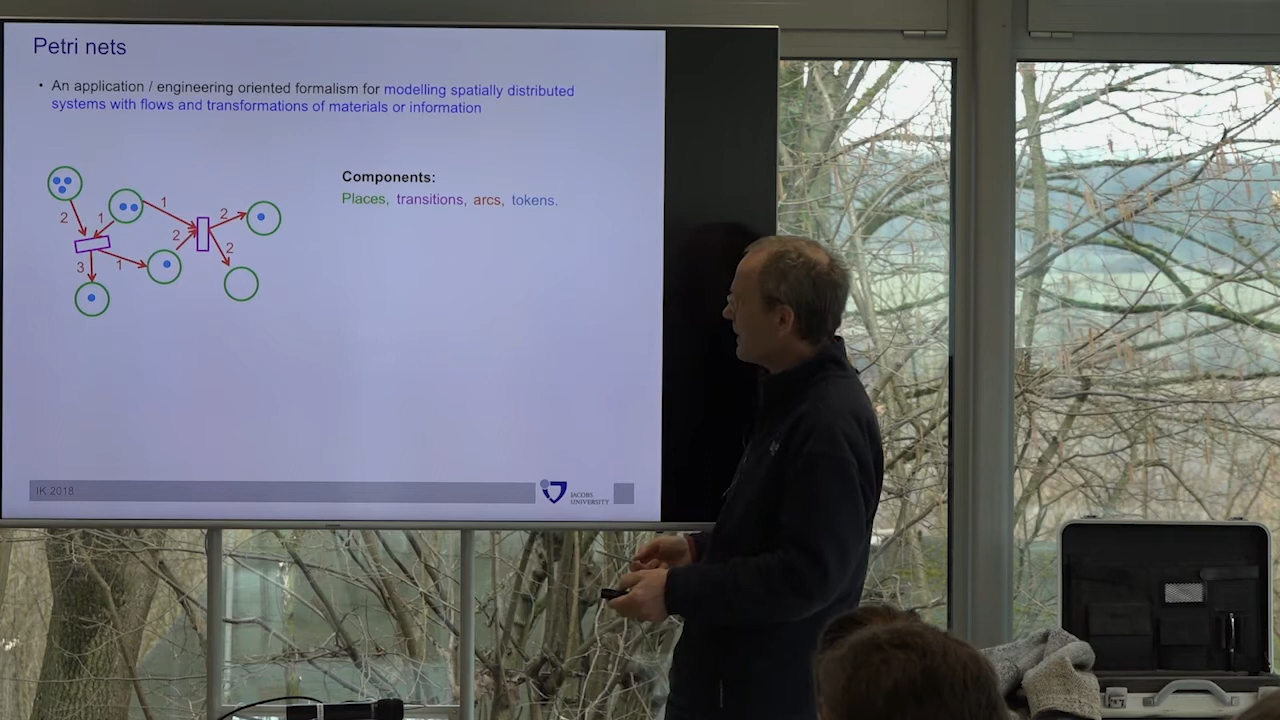 Petri nets
• An application / engineering oriented formalism for modelling spatially distributed
systems with flows and transformations of materials or information
Components:
Places, transitions, arcs, tokens.
2
1
1
2
2
2
3
1
IK 2018
JACOBS
UNIVERSITY